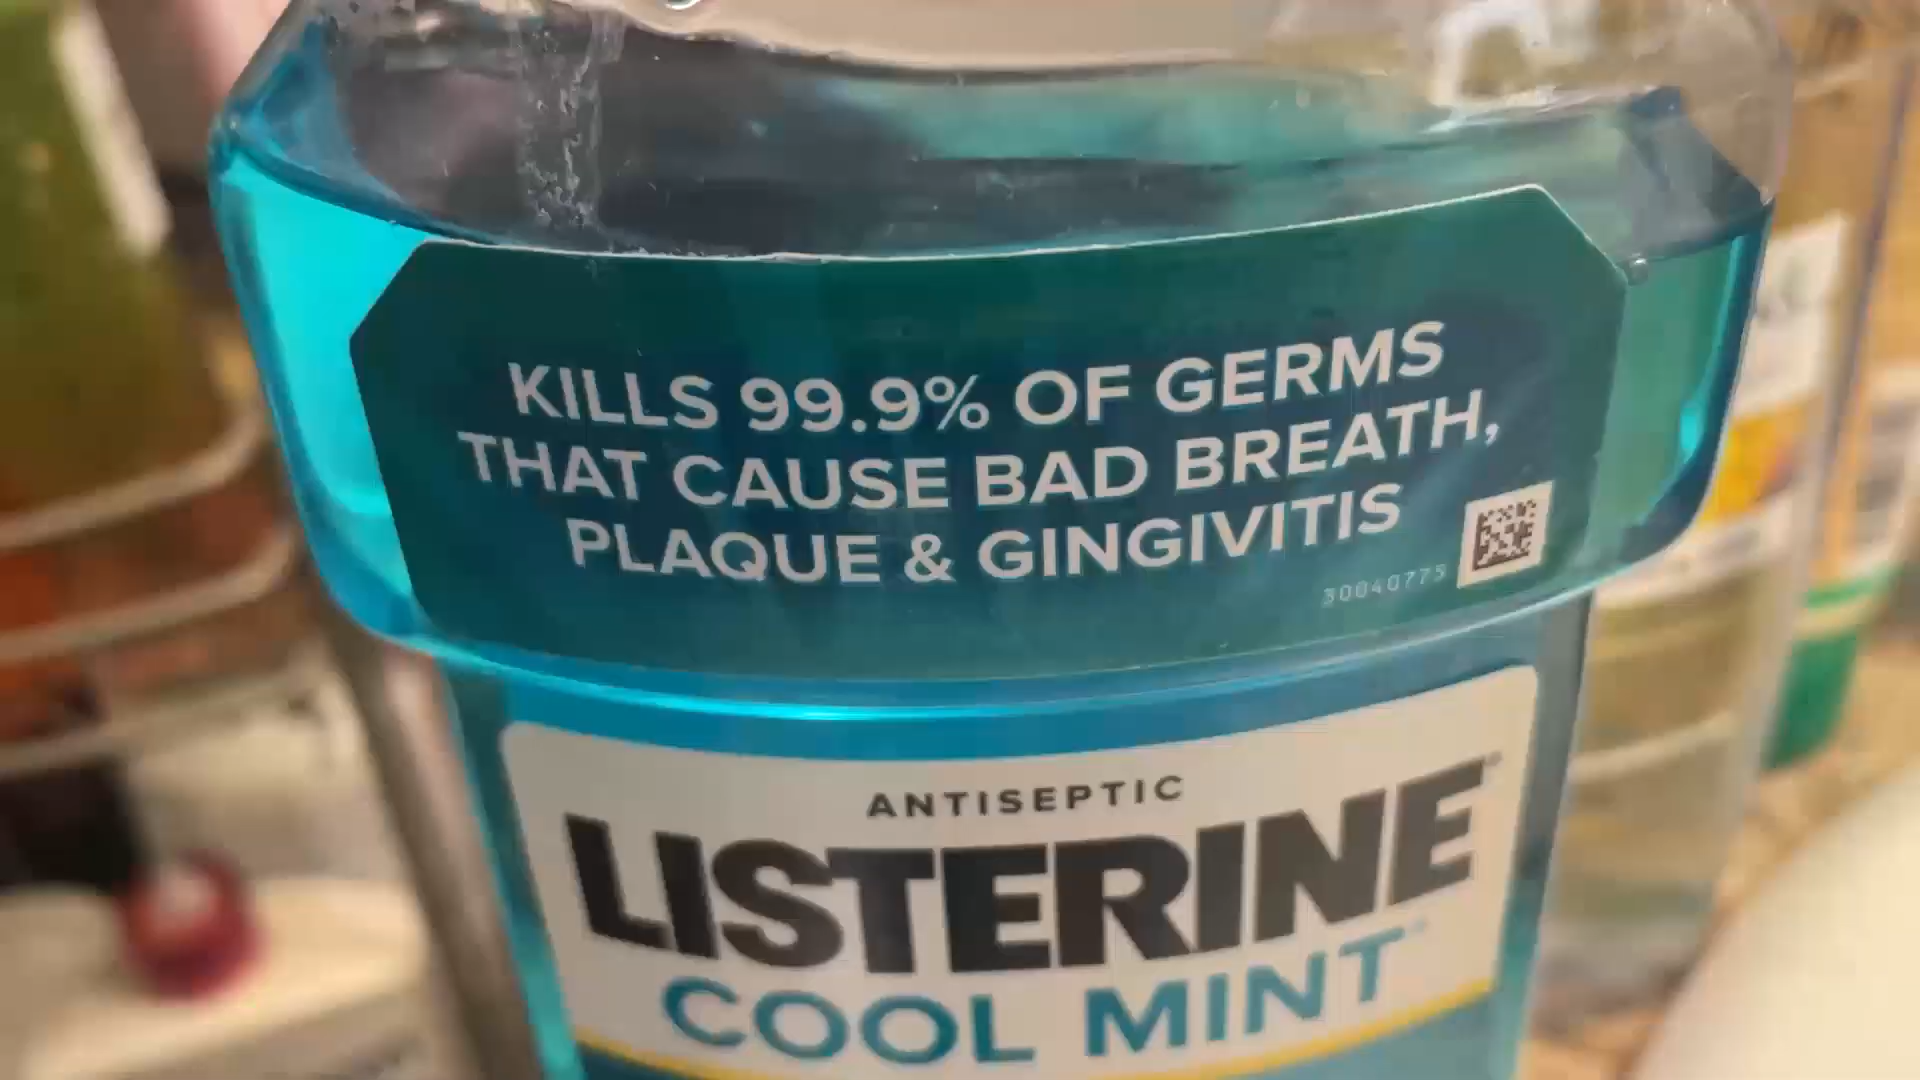 KILLS 99.9% OF GERMS
THAT CAUSE BAD BREATH,
PLAQUE & GINGIVITIS
30040775
ANTISEPTIC
LISTERINE®
COOL MINT